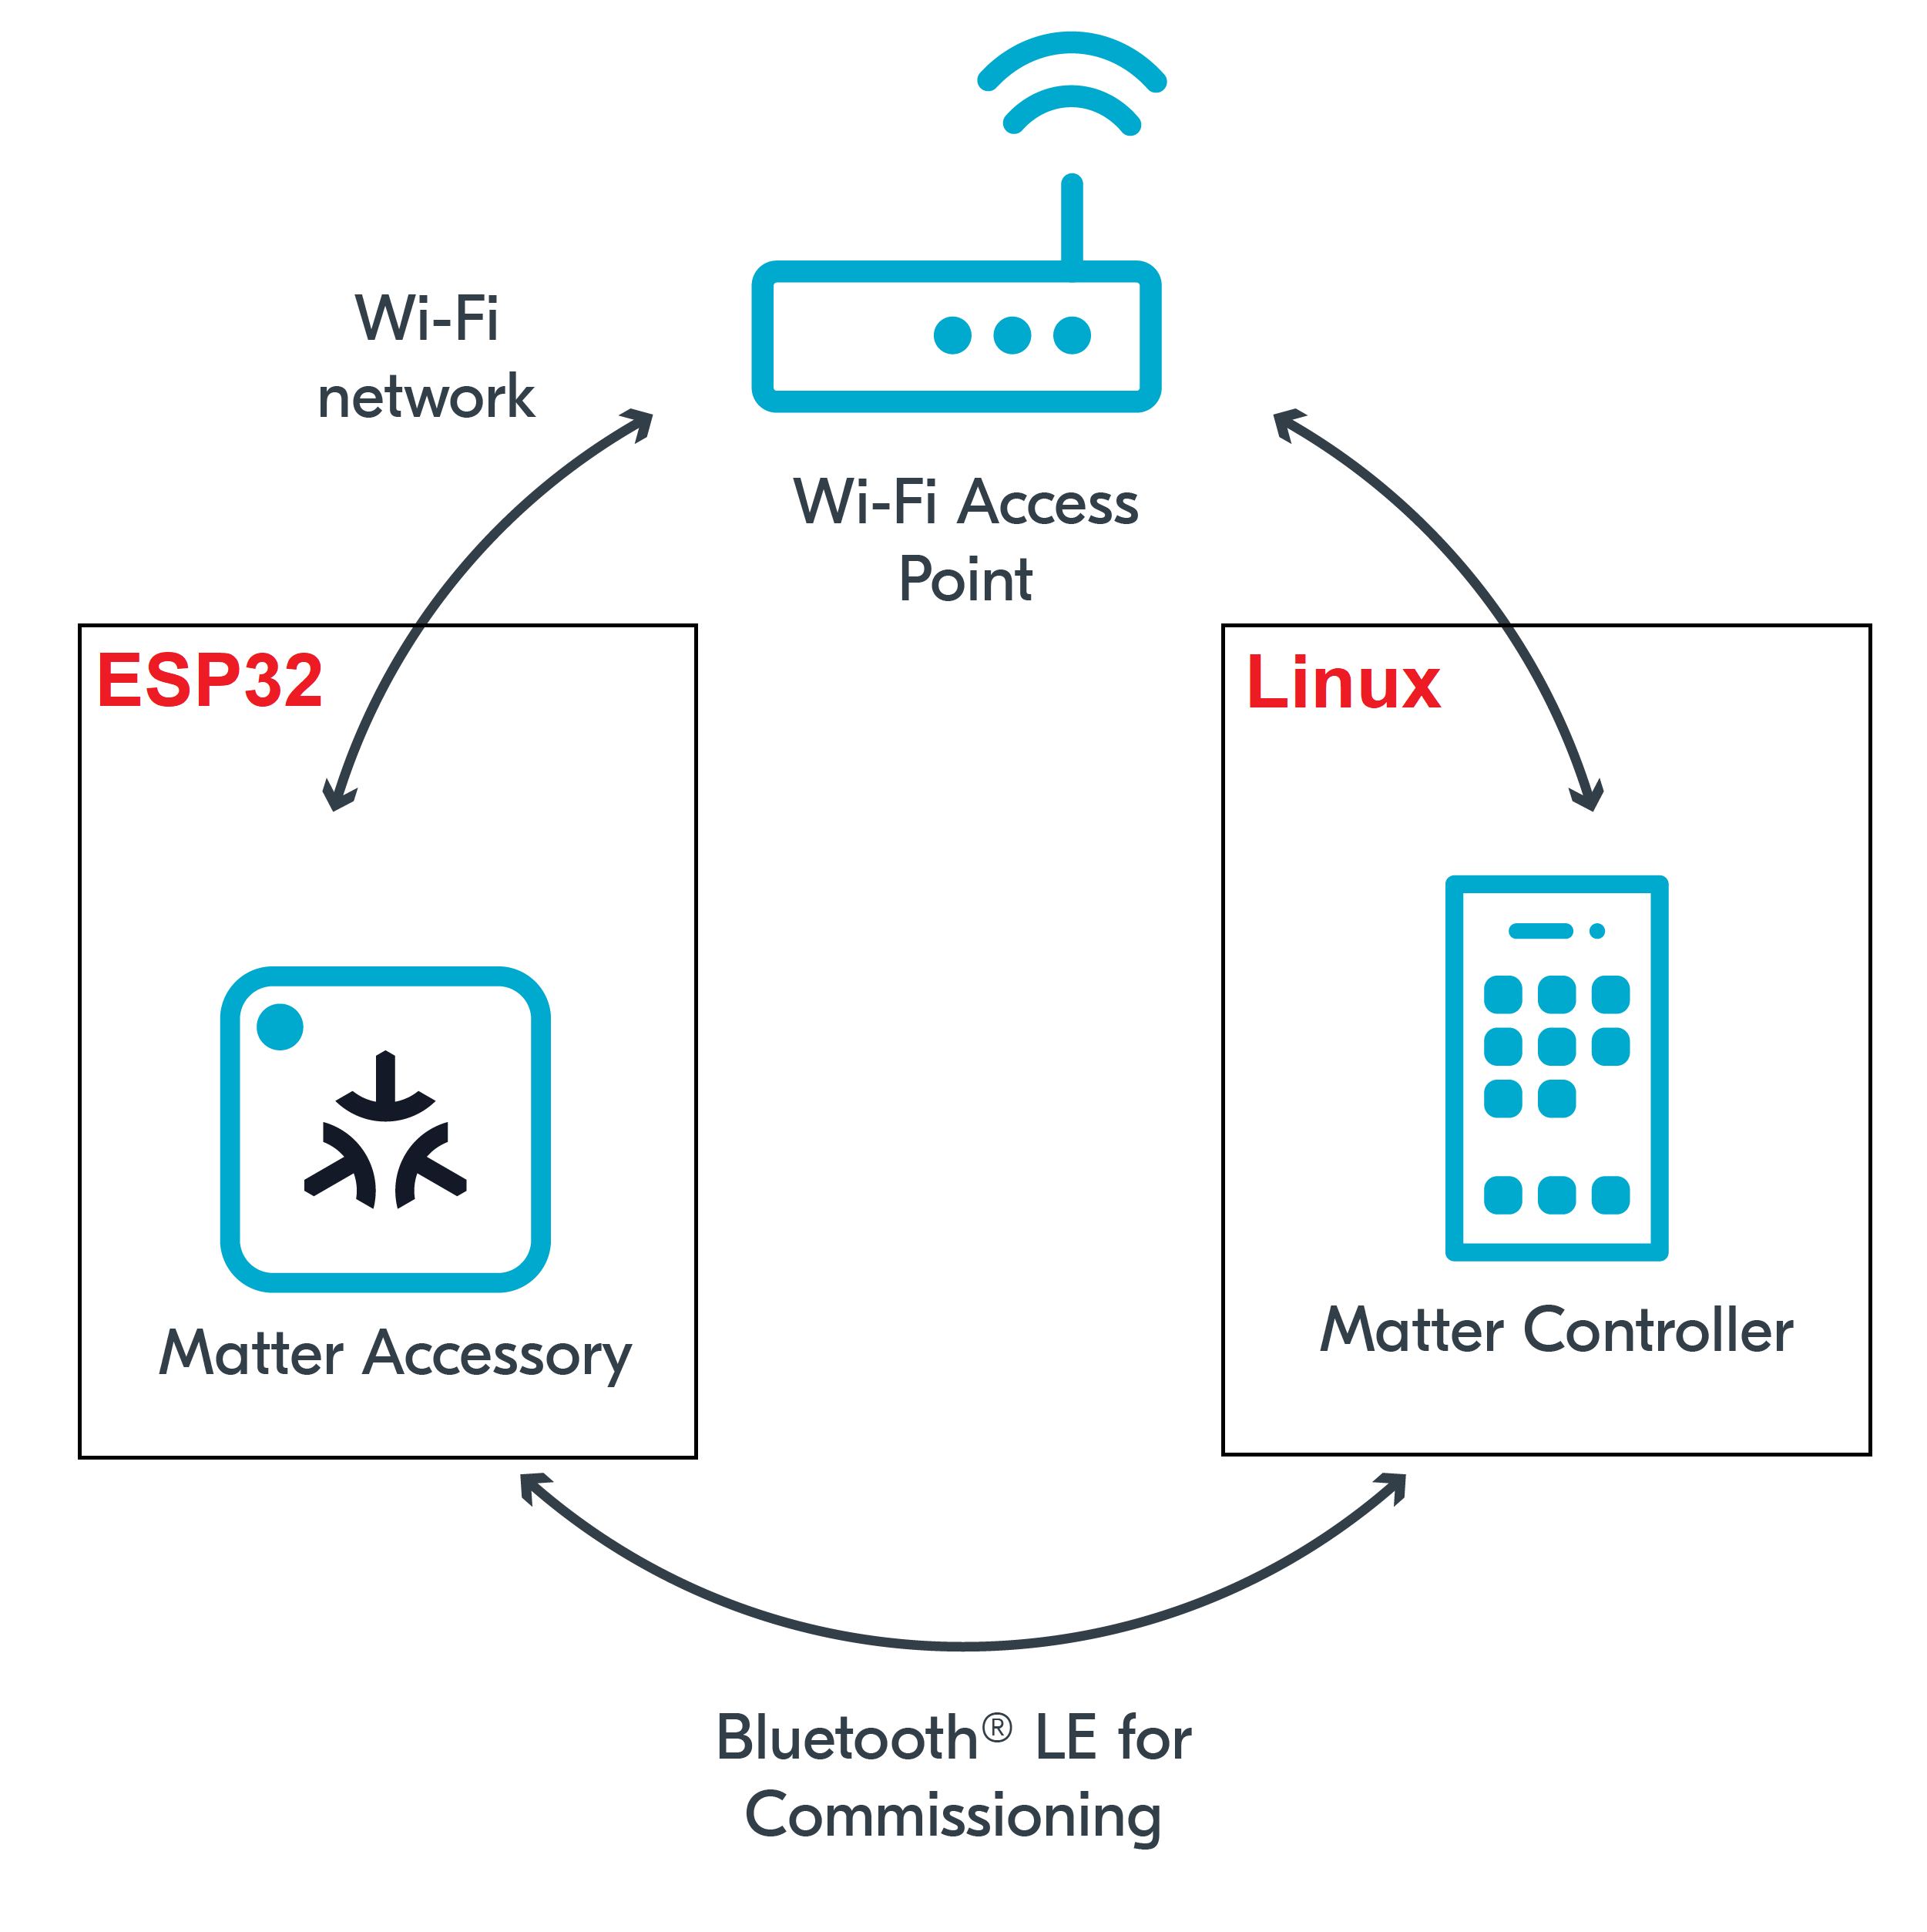 Wi-Fi
network
Wi-Fi Access
Point
ESP32
Linux
Matter Accessory
Matter Controller
Bluetooth® LE for
Commissioning